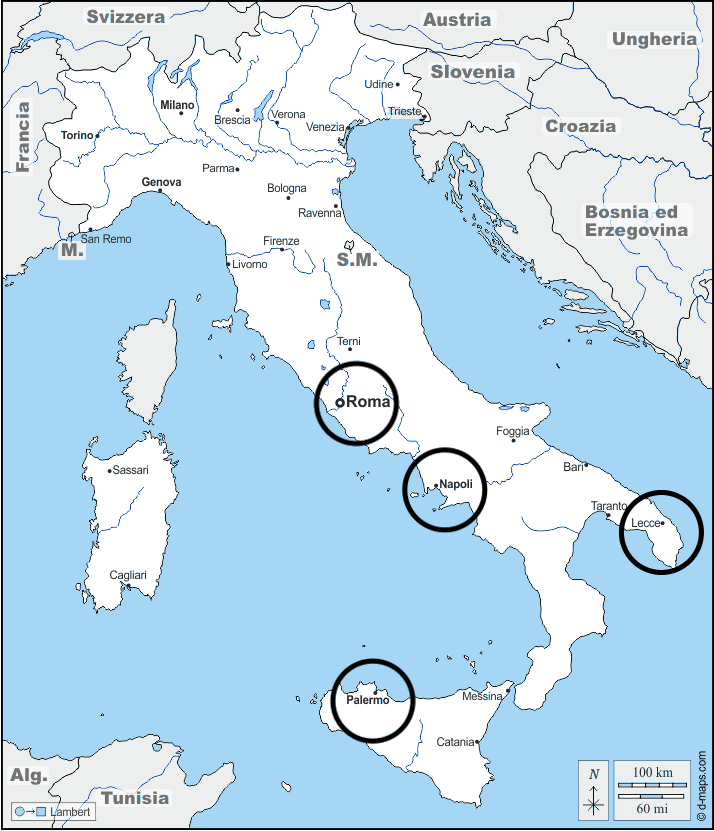 Svizzera
Austria
Ungheria
Slovenia
Udine
Milano
Brescia
Verona
Trieste
Francia
Torino
Venezia
Croazia
Parma
Genova
Bologna
Ravenna
Bosnia ed
Erzegovina
San Remo
M.
Firenze
Livorno
S.M.
Terni
Roma
Foggia
Sassari
Napoli
Bari
Taranto
Lecce
Cagliari
Palermo
Messina
Catania
Alg.
Tunisia
Lambert
N
100 km
60 mi
© d-maps.com